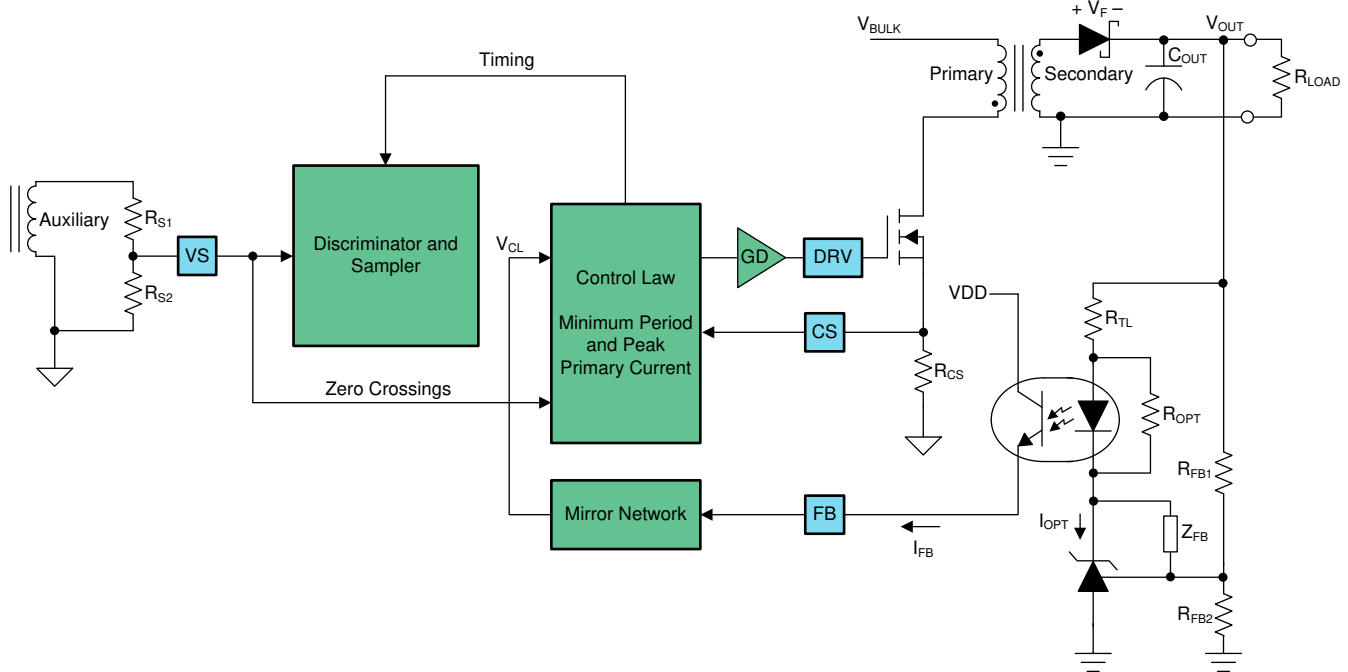 + V_F –
V_BULK
V_OUT
Timing
Primary
Secondary
C_OUT
R_LOAD
Auxiliary
R_S1
VS
R_S2
Discriminator and
Sampler
V_CL
Control Law
Minimum Period
and Peak
Primary Current
GD
DRV
CS
R_CS
VDD
R_TL
R_OPT
Zero Crossings
R_FB1
Mirror Network
FB
I_FB
I_OPT
Z_FB
R_FB2